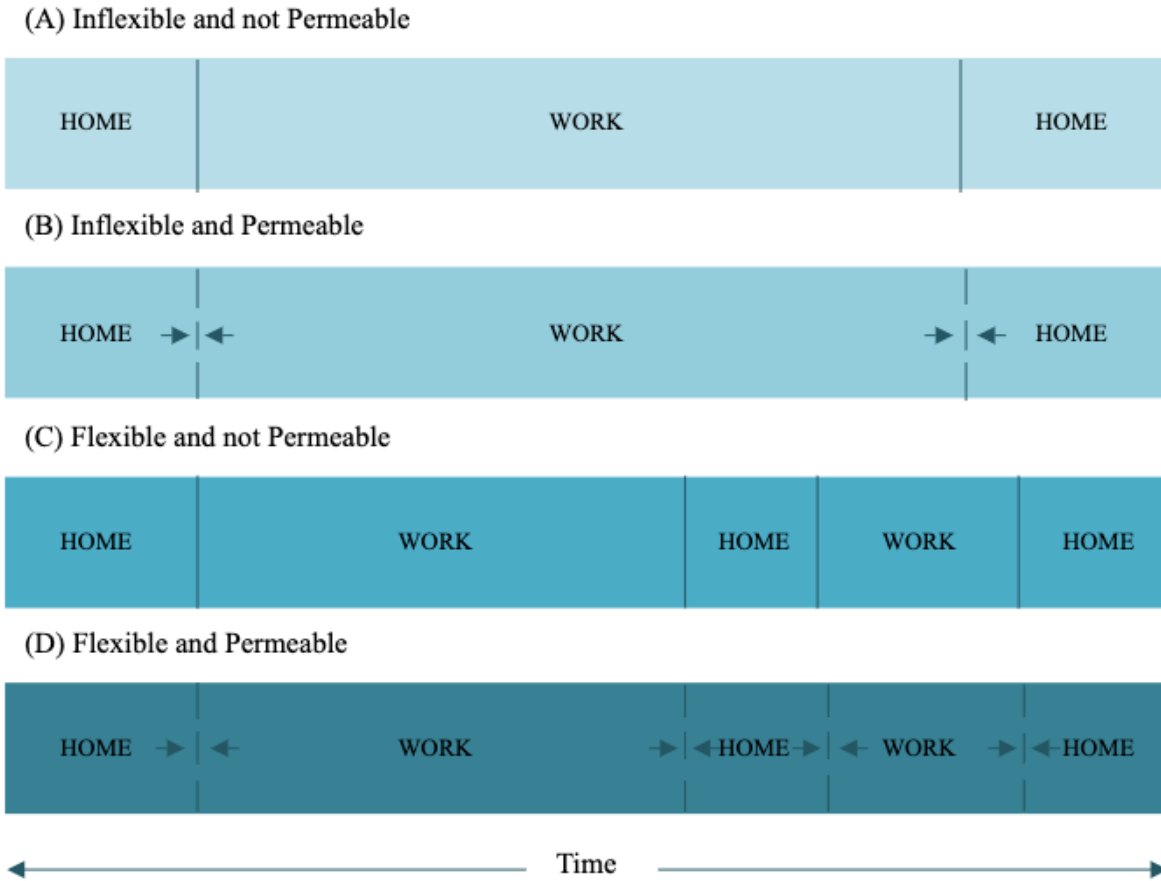 (A) Inflexible and not Permeable
HOME WORK HOME
(B) Inflexible and Permeable
HOME WORK HOME
(C) Flexible and not Permeable
HOME WORK HOME WORK HOME
(D) Flexible and Permeable
HOME WORK HOME WORK HOME
Time